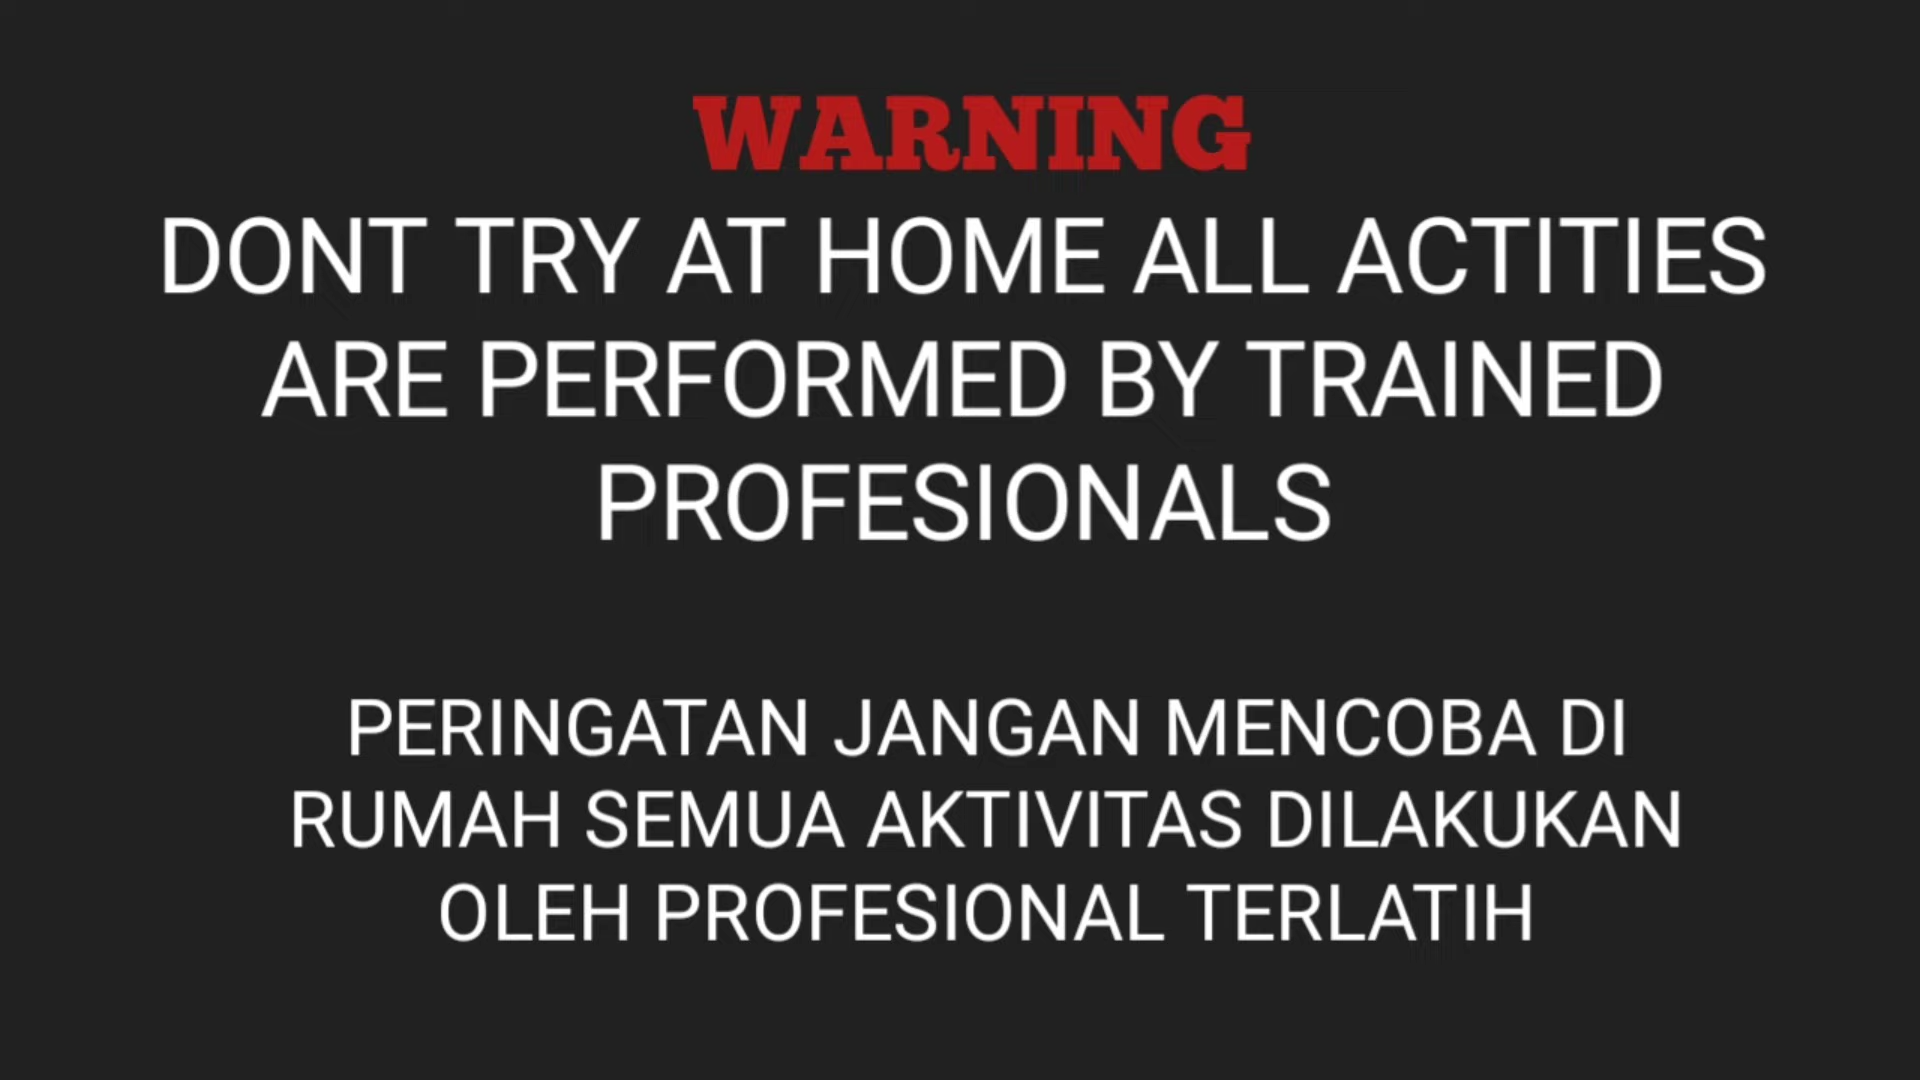 WARNING
DONT TRY AT HOME ALL ACTITIES
ARE PERFORMED BY TRAINED
PROFESIONALS
PERINGATAN JANGAN MENCOBA DI
RUMAH SEMUA AKTIVITAS DILAKUKAN
OLEH PROFESIONAL TERLATIH